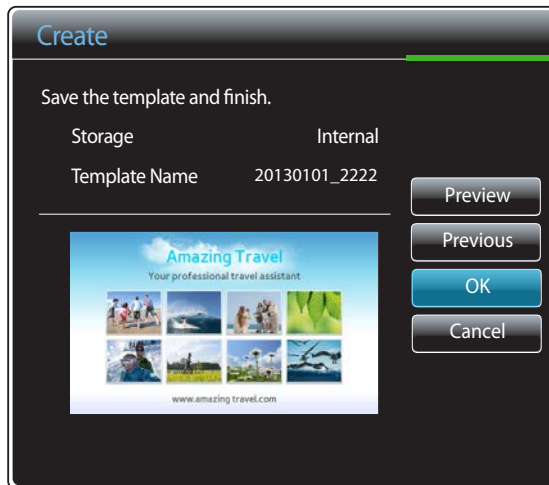 Create
Save the template and finish.
Storage Internal
Template Name 20130101_2222
Preview
Previous
OK
Cancel
Amazing Travel
Your professional travel assistant
www.amazing travel.com